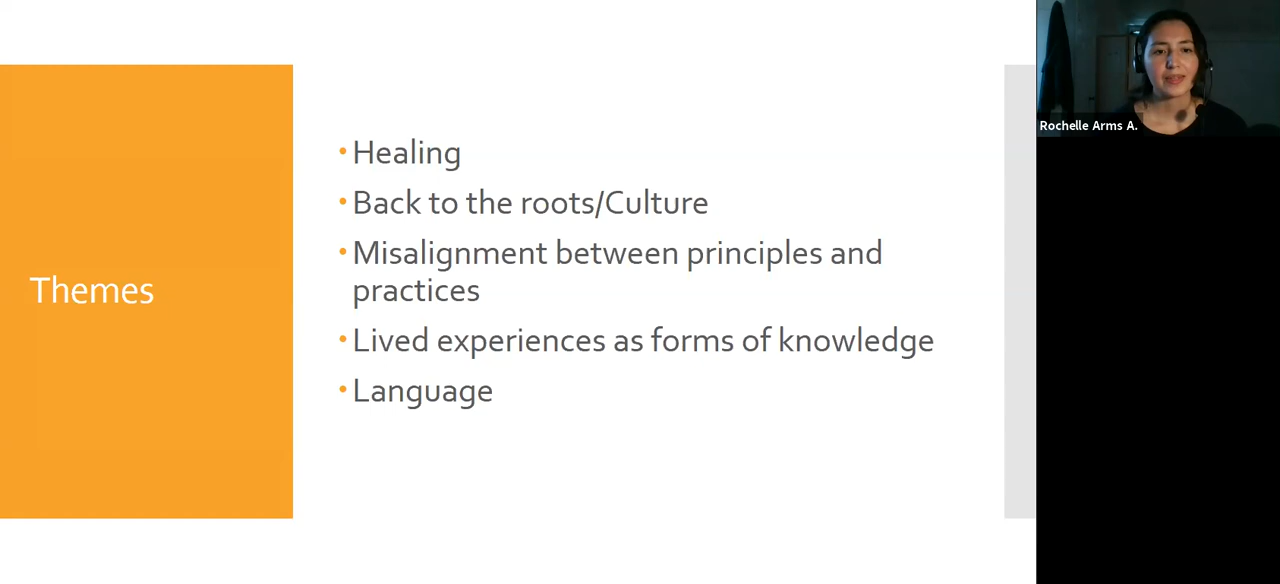 Themes
• Healing
• Back to the roots/Culture
• Misalignment between principles and
practices
• Lived experiences as forms of knowledge
• Language
Rochelle Arms A.